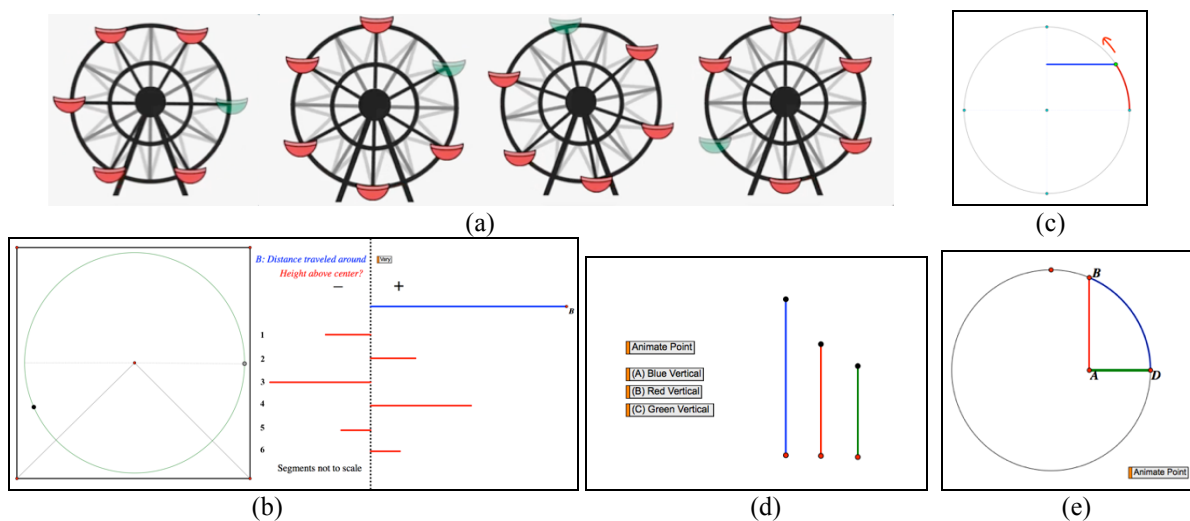 (a)
(c)
B: Distance traveled around
Vary
Height above center?
− +
B
1
2
3
4
5
6
Segments not to scale
(b)
Animate Point
(A) Blue Vertical
(B) Red Vertical
(C) Green Vertical
(d)
B
A D
Animate Point
(e)